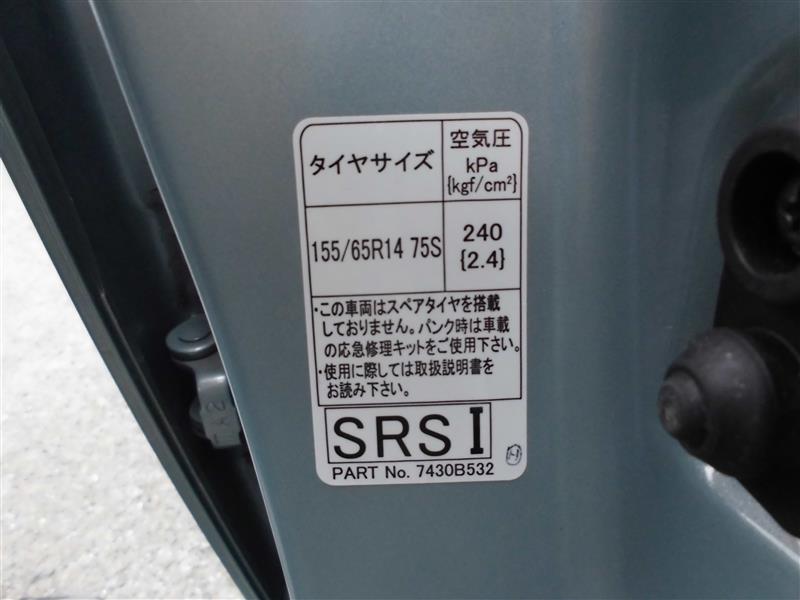 タイヤサイズ
空気圧
kPa
{kgf/cm²}
155/65R14 75S
240
{2.4}
・この車両はスペアタイヤを搭載
しておりません。パンク時は車載
の応急修理キットをご使用下さい。
・使用に際しては取扱説明書を
お読み下さい。
SRS I
PART No. 7430B532